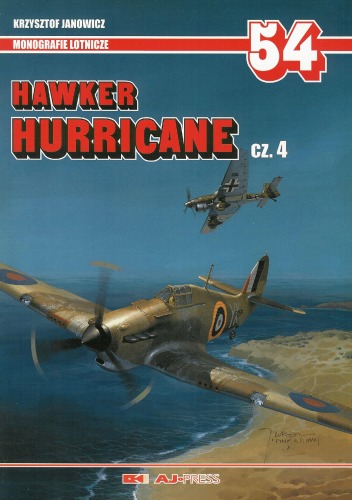 KRZYSZTOF JANOWICZ
MONOGRAFIE LOTNICZE
54
HAWKER
HURRICANE
CZ. 4
AJ-PRESS